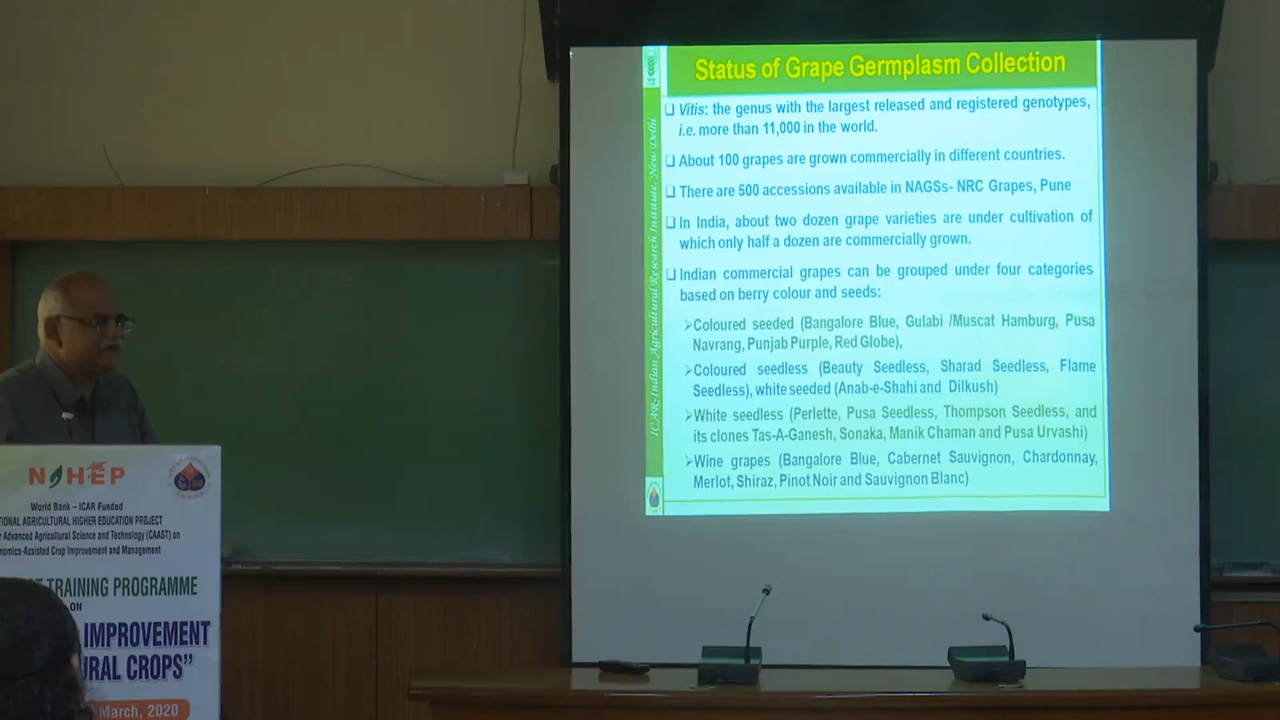 Status of Grape Germplasm Collection
❑ Vitis: the genus with the largest released and registered genotypes,
i.e. more than 11,000 in the world.
❑ About 100 grapes are grown commercially in different countries.
❑ There are 500 accessions available in NAGSs- NRC Grapes, Pune
❑ In India, about two dozen grape varieties are under cultivation of
which only half a dozen are commercially grown.
❑ Indian commercial grapes can be grouped under four categories
based on berry colour and seeds:
➢Coloured seeded (Bangalore Blue, Gulabi /Muscat Hamburg, Pusa
Navrang, Punjab Purple, Red Globe),
➢Coloured seedless (Beauty Seedless, Sharad Seedless, Flame
Seedless), white seeded (Anab-e-Shahi and Dilkush)
➢White seedless (Perlette, Pusa Seedless, Thompson Seedless, and
its clones Tas-A-Ganesh, Sonaka, Manik Chaman and Pusa Urvashi)
➢Wine grapes (Bangalore Blue, Cabernet Sauvignon, Chardonnay,
Merlot, Shiraz, Pinot Noir and Sauvignon Blanc)
ICAR-Indian Agricultural Research Institute, New Delhi
NAHEP
World Bank – ICAR Funded
TIONAL AGRICULTURAL HIGHER EDUCATION PROJECT
r Advanced Agricultural Science and Technology (CAAST) on
nomics-Assisted Crop Improvement and Management
TRAINING PROGRAMME
ON
IMPROVEMENT
URAL CROPS”
March, 2020